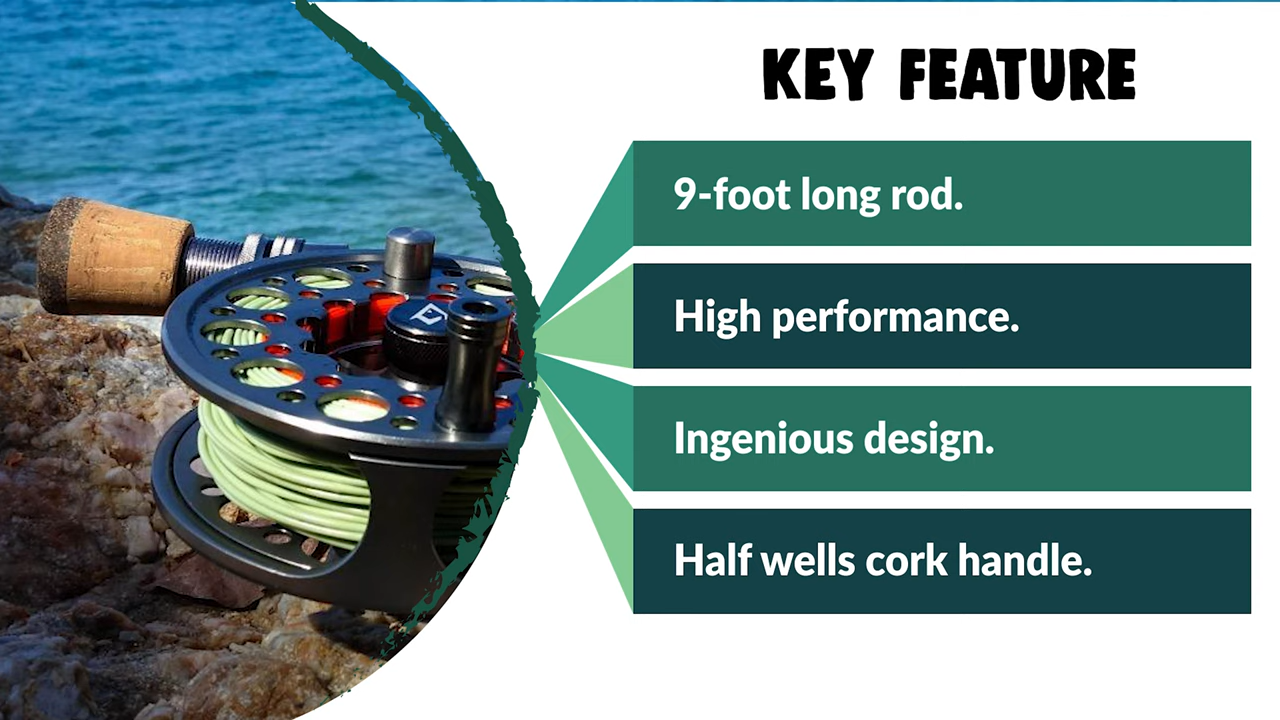 KEY FEATURE
9-foot long rod.
High performance.
Ingenious design.
Half wells cork handle.